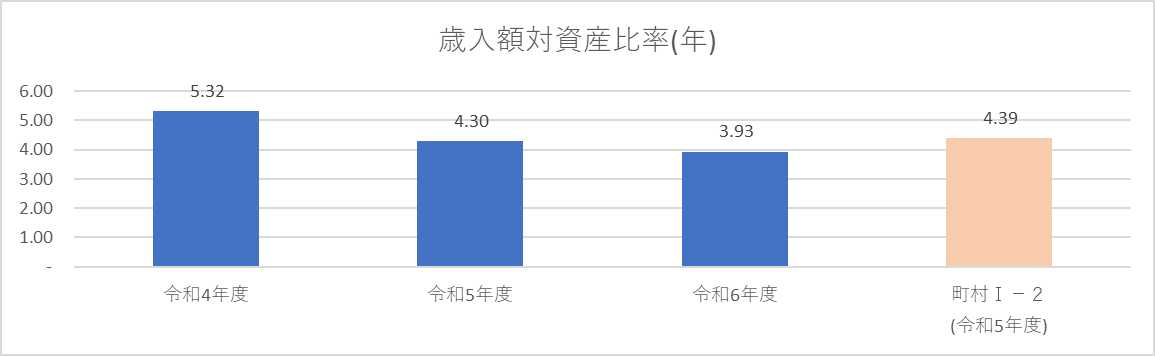 歳入額対資産比率(年)
6.00
5.00
4.00
3.00
2.00
1.00
-
5.32
4.30
3.93
4.39
令和4年度
令和5年度
令和6年度
町村Ⅰ－２
(令和5年度)